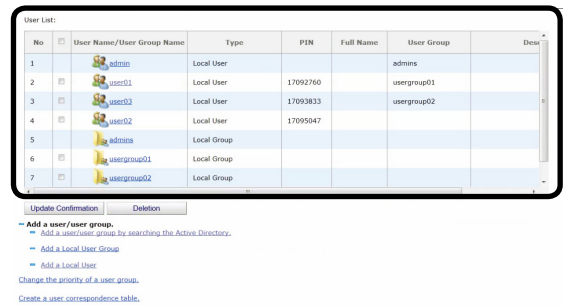 User List:
No User Name/User Group Name Type PIN Full Name User Group Desc
1 admin Local User admins
2 user01 Local User 17092760 usergroup01
3 user03 Local User 17093833 usergroup02
4 user02 Local User 17095047
5 admins Local Group
6 usergroup01 Local Group
7 usergroup02 Local Group
Update Confirmation Deletion
Add a user/user group.
Add a user/user group by searching the Active Directory.
Add a Local User Group
Add a Local User
Change the priority of a user group.
Create a user correspondence table.